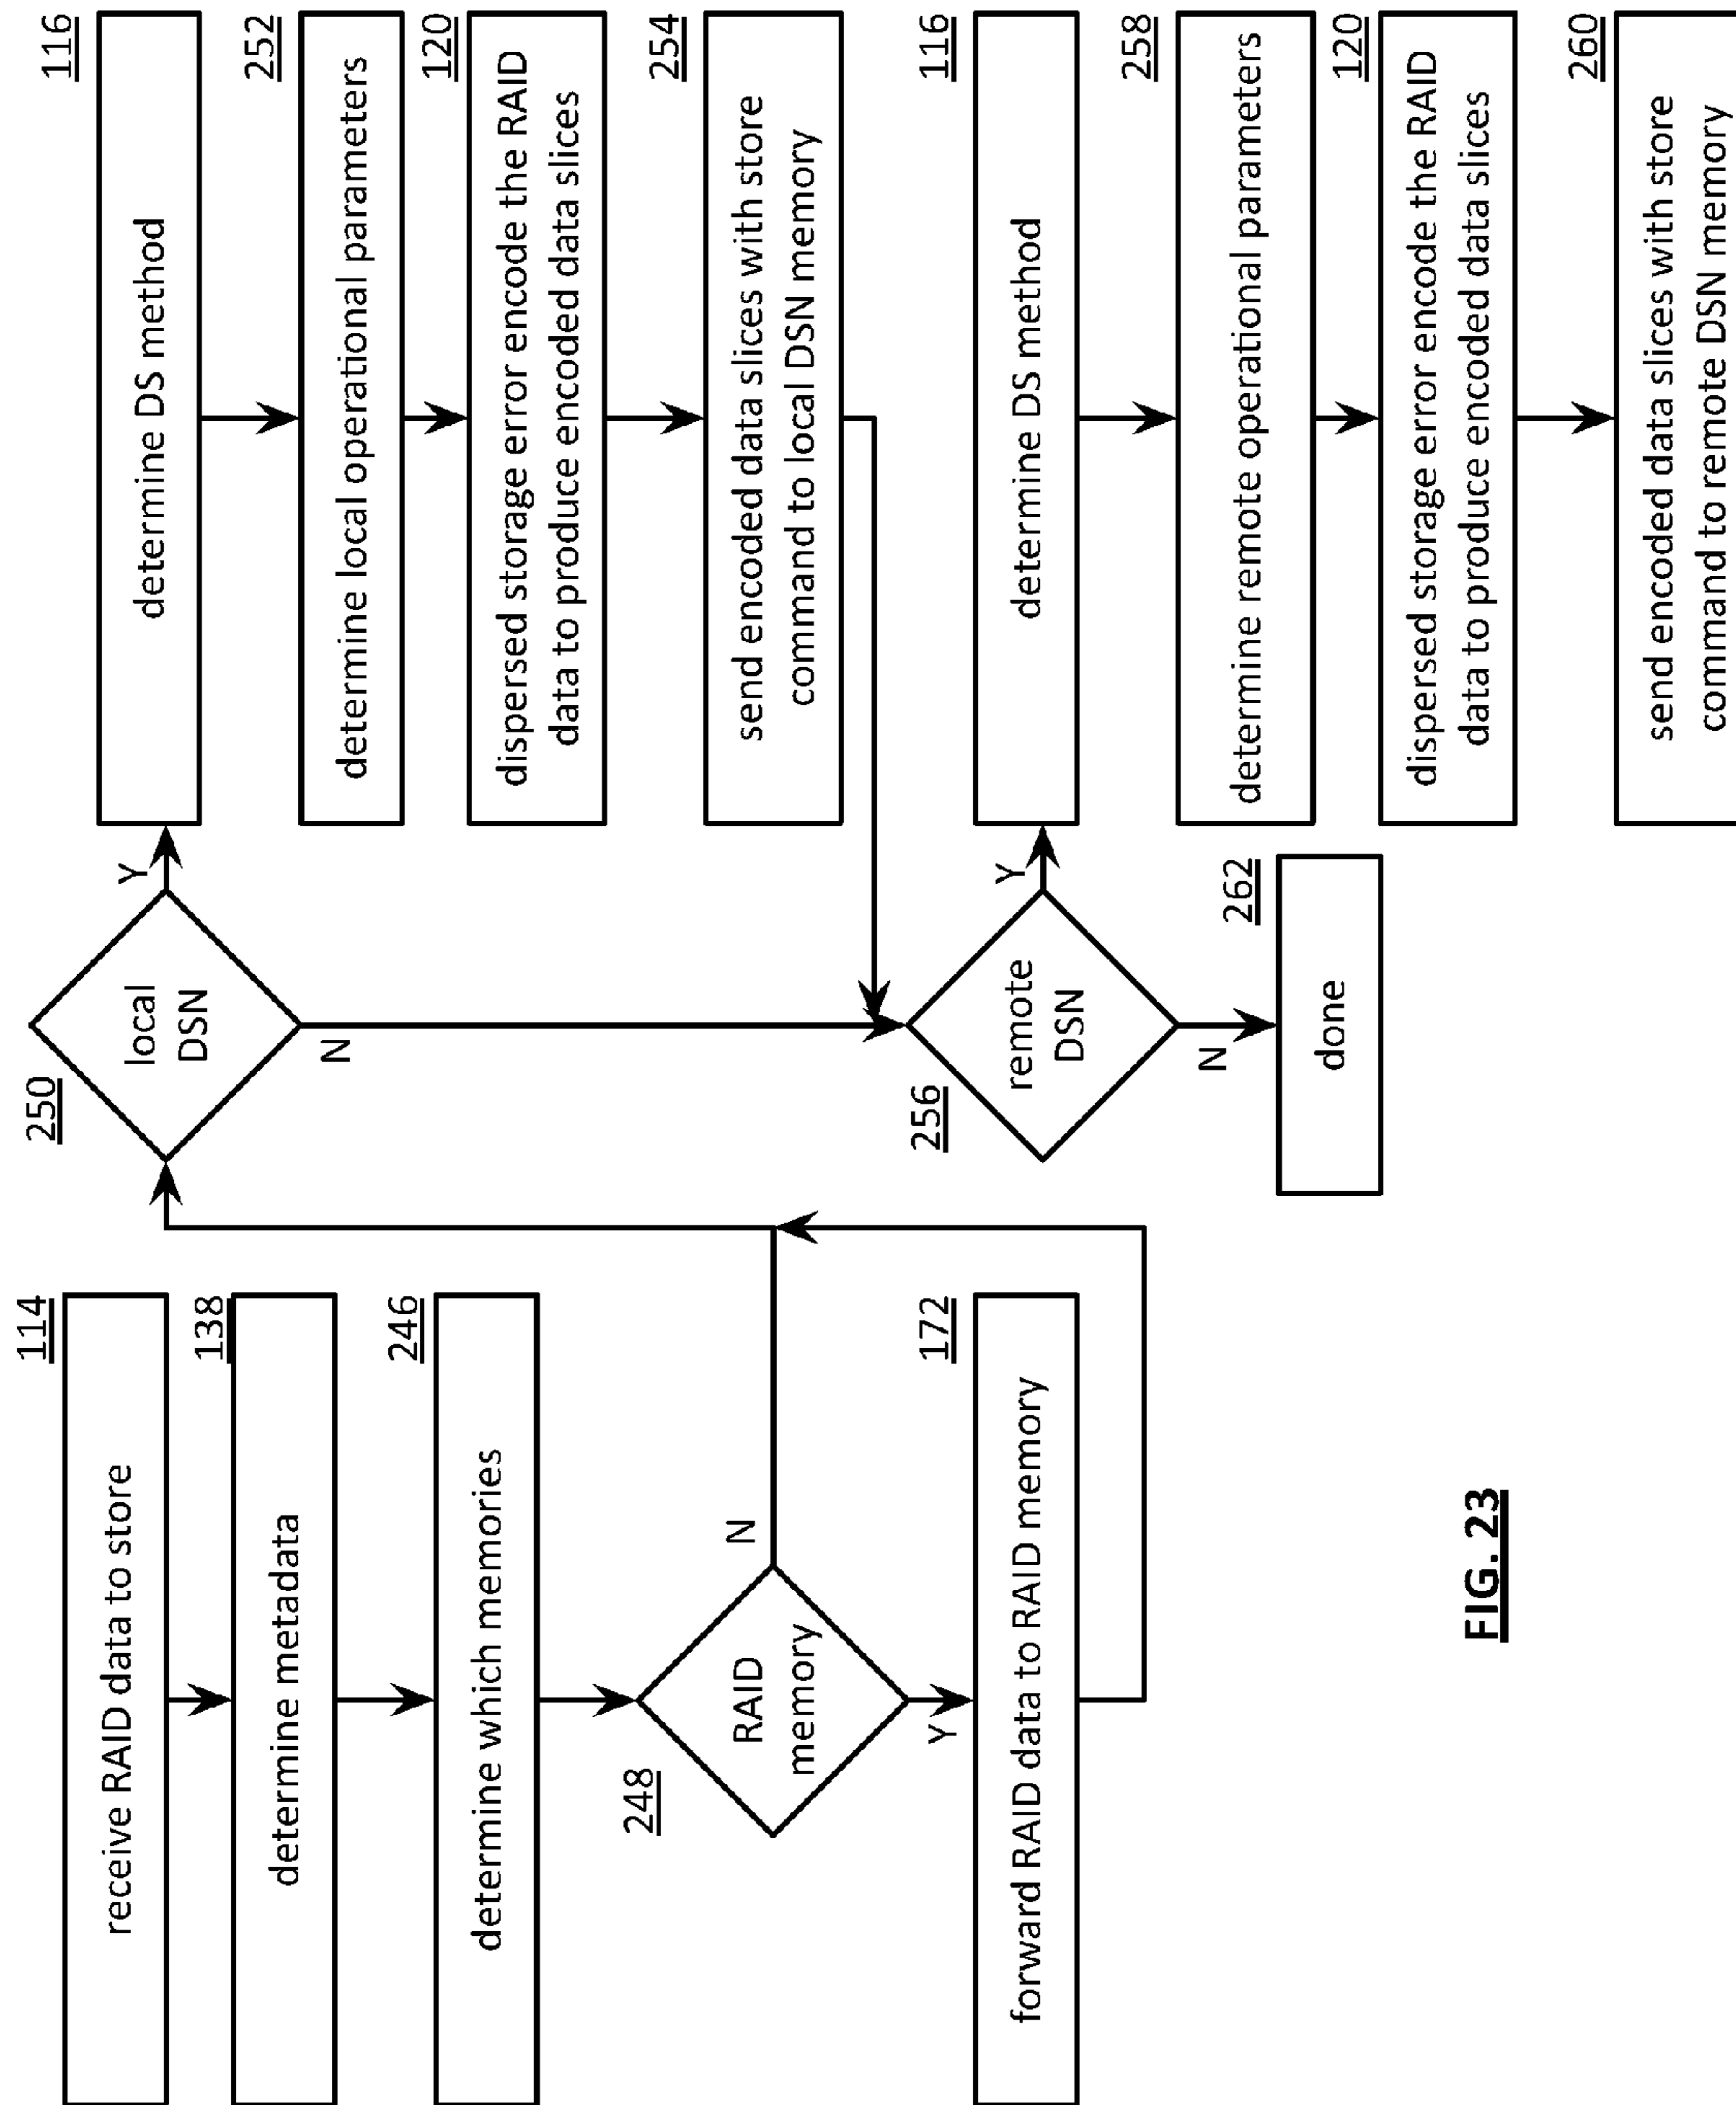 114
receive RAID data to store
138
determine metadata
246
determine which memories
248
RAID
memory
N
Y
172
forward RAID data to RAID memory
250
local
DSN
Y
N
116
determine DS method
252
determine local operational parameters
120
dispersed storage error encode the RAID
data to produce encoded data slices
254
send encoded data slices with store
command to local DSN memory
256
remote
DSN
Y
N
262
done
116
determine DS method
258
determine remote operational parameters
120
dispersed storage error encode the RAID
data to produce encoded data slices
260
send encoded data slices with store
command to remote DSN memory
FIG. 23